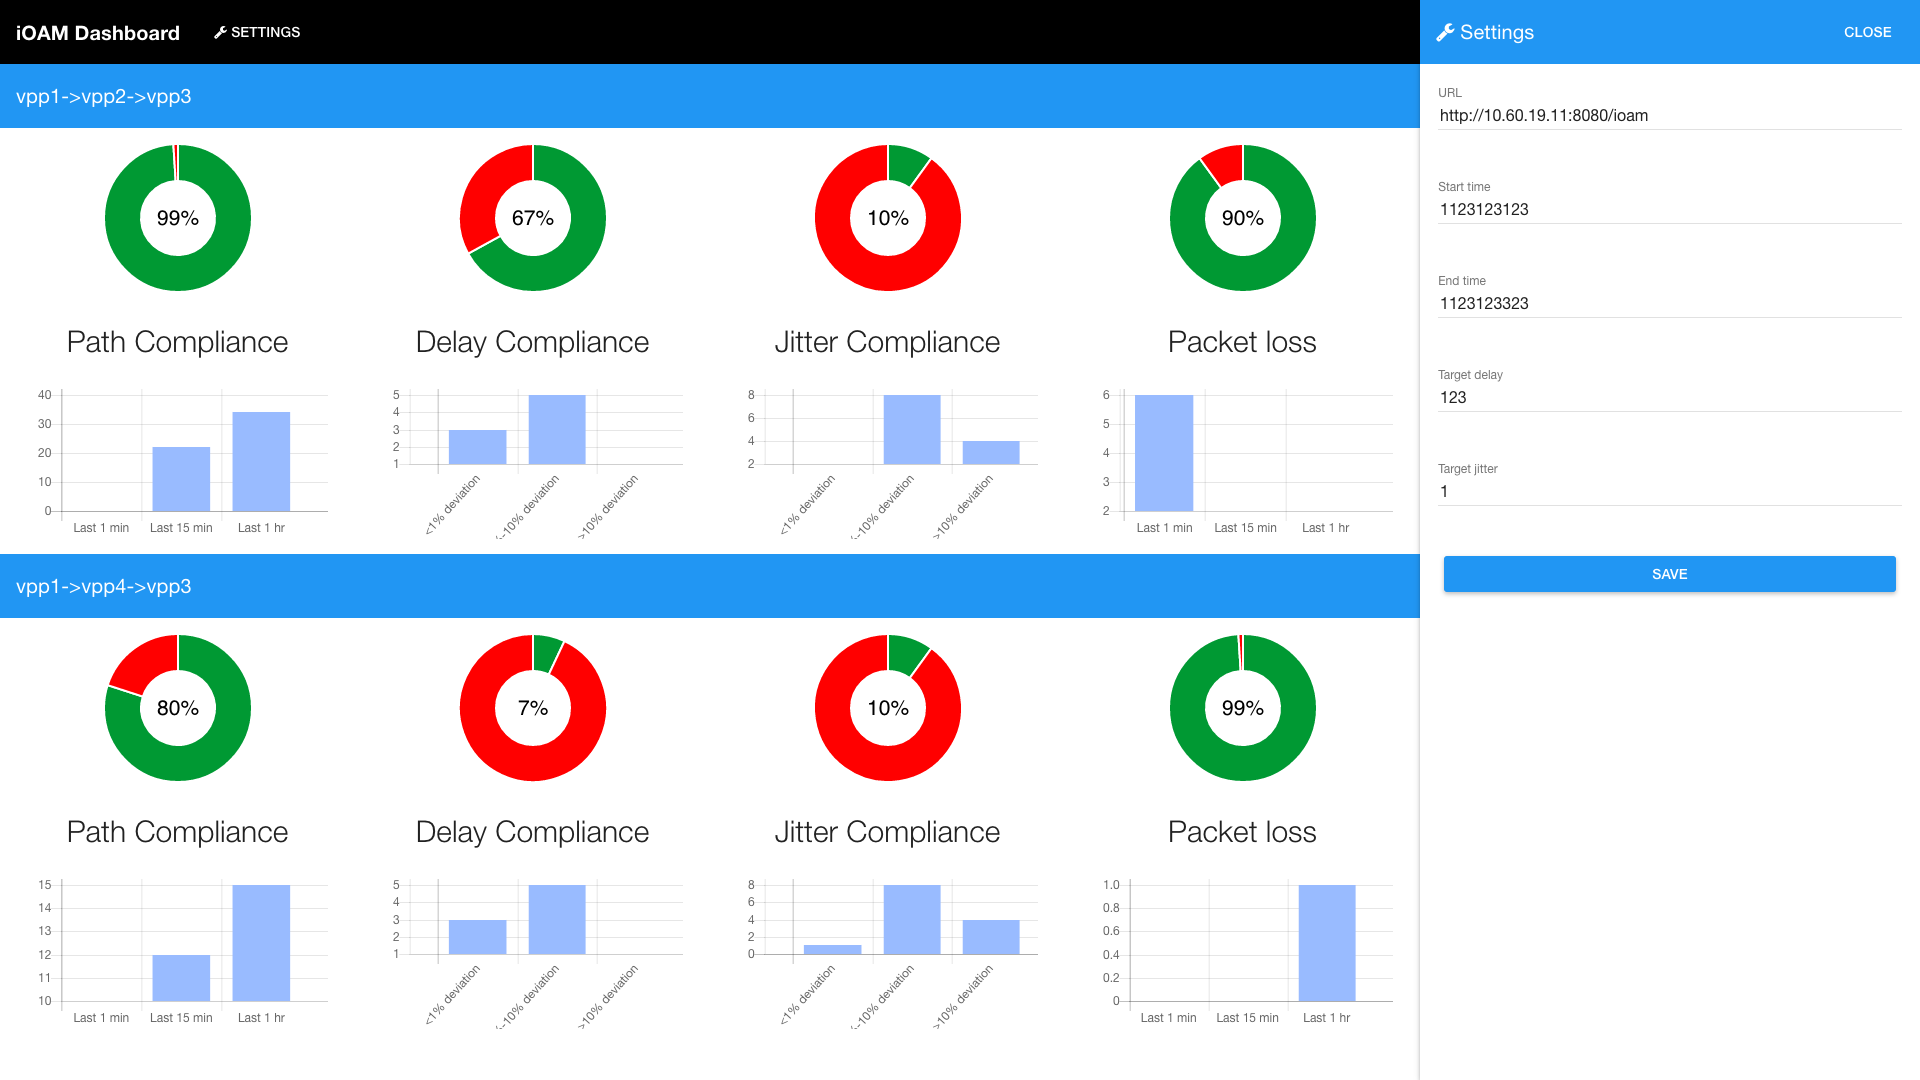 iOAM Dashboard
SETTINGS
vpp1->vpp2->vpp3
99%
67%
10%
90%
Path Compliance
Delay Compliance
Jitter Compliance
Packet loss
40
30
20
10
0
Last 1 min
Last 15 min
Last 1 hr
5
4
3
2
1
<1% deviation
-10% deviation
>10% deviation
8
6
4
2
<1% deviation
-10% deviation
>10% deviation
6
5
4
3
2
Last 1 min
Last 15 min
Last 1 hr
vpp1->vpp4->vpp3
80%
7%
10%
99%
Path Compliance
Delay Compliance
Jitter Compliance
Packet loss
15
14
13
12
11
10
Last 1 min
Last 15 min
Last 1 hr
5
4
3
2
1
<1% deviation
-10% deviation
>10% deviation
8
6
4
2
0
<1% deviation
-10% deviation
>10% deviation
1.0
0.8
0.6
0.4
0.2
0
Last 1 min
Last 15 min
Last 1 hr
Settings
CLOSE
URL
http://10.60.19.11:8080/ioam
Start time
1123123123
End time
1123123323
Target delay
123
Target jitter
1
SAVE